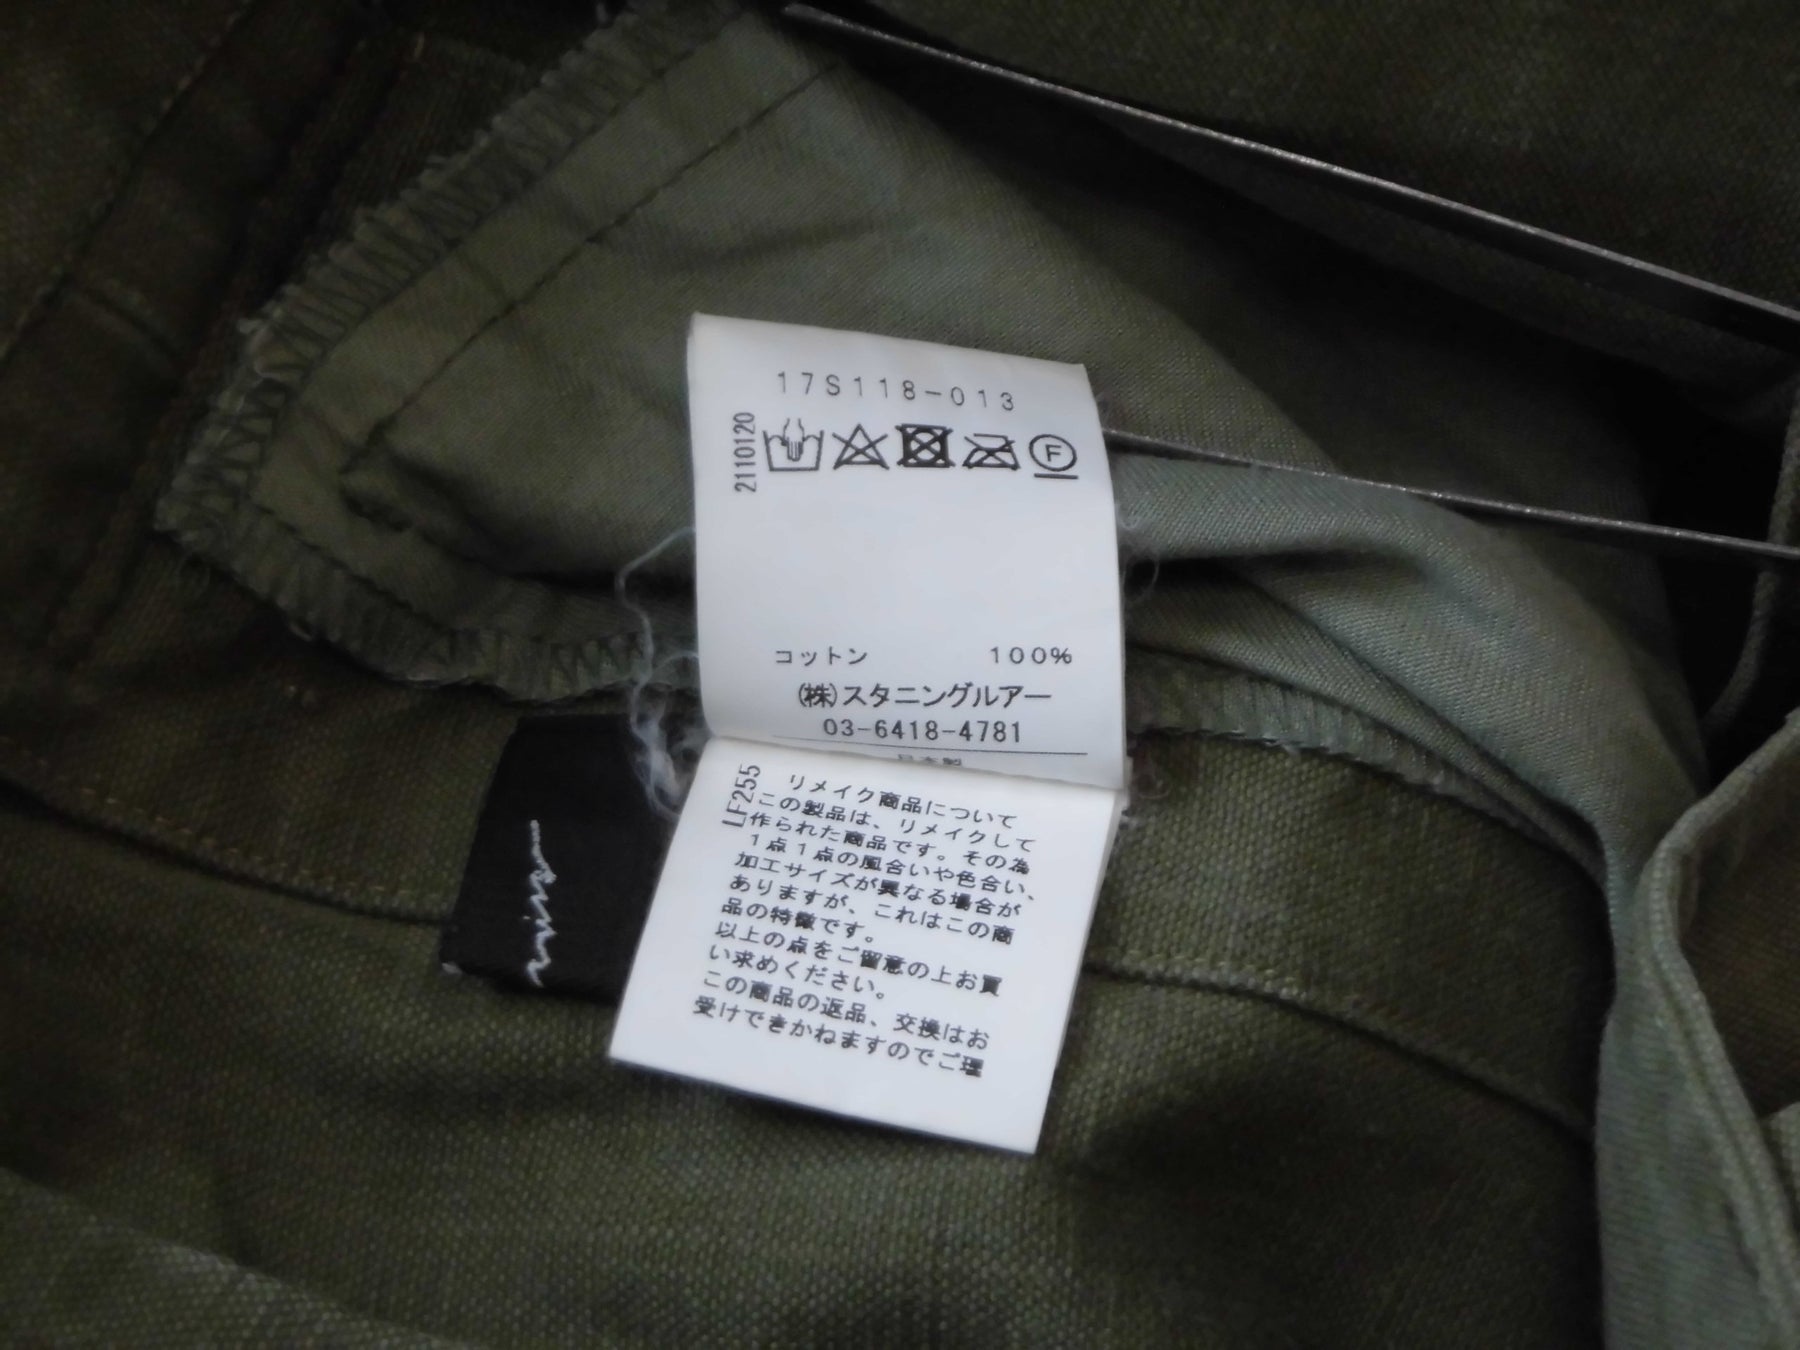 17S118-013
2110120
F
コットン 100%
(株)スタニングルアー
03-6418-4781
日本製
LF255
リメイク商品について
この製品は、リメイクして
作られた商品です。その為
1点1点の風合いや色合い、
加工サイズが異なる場合が
ありますが、これはこの商
品の特徴です。
以上の点をご留意の上お買
い求めください。
この商品の返品、交換はお
受けできかねますのでご理